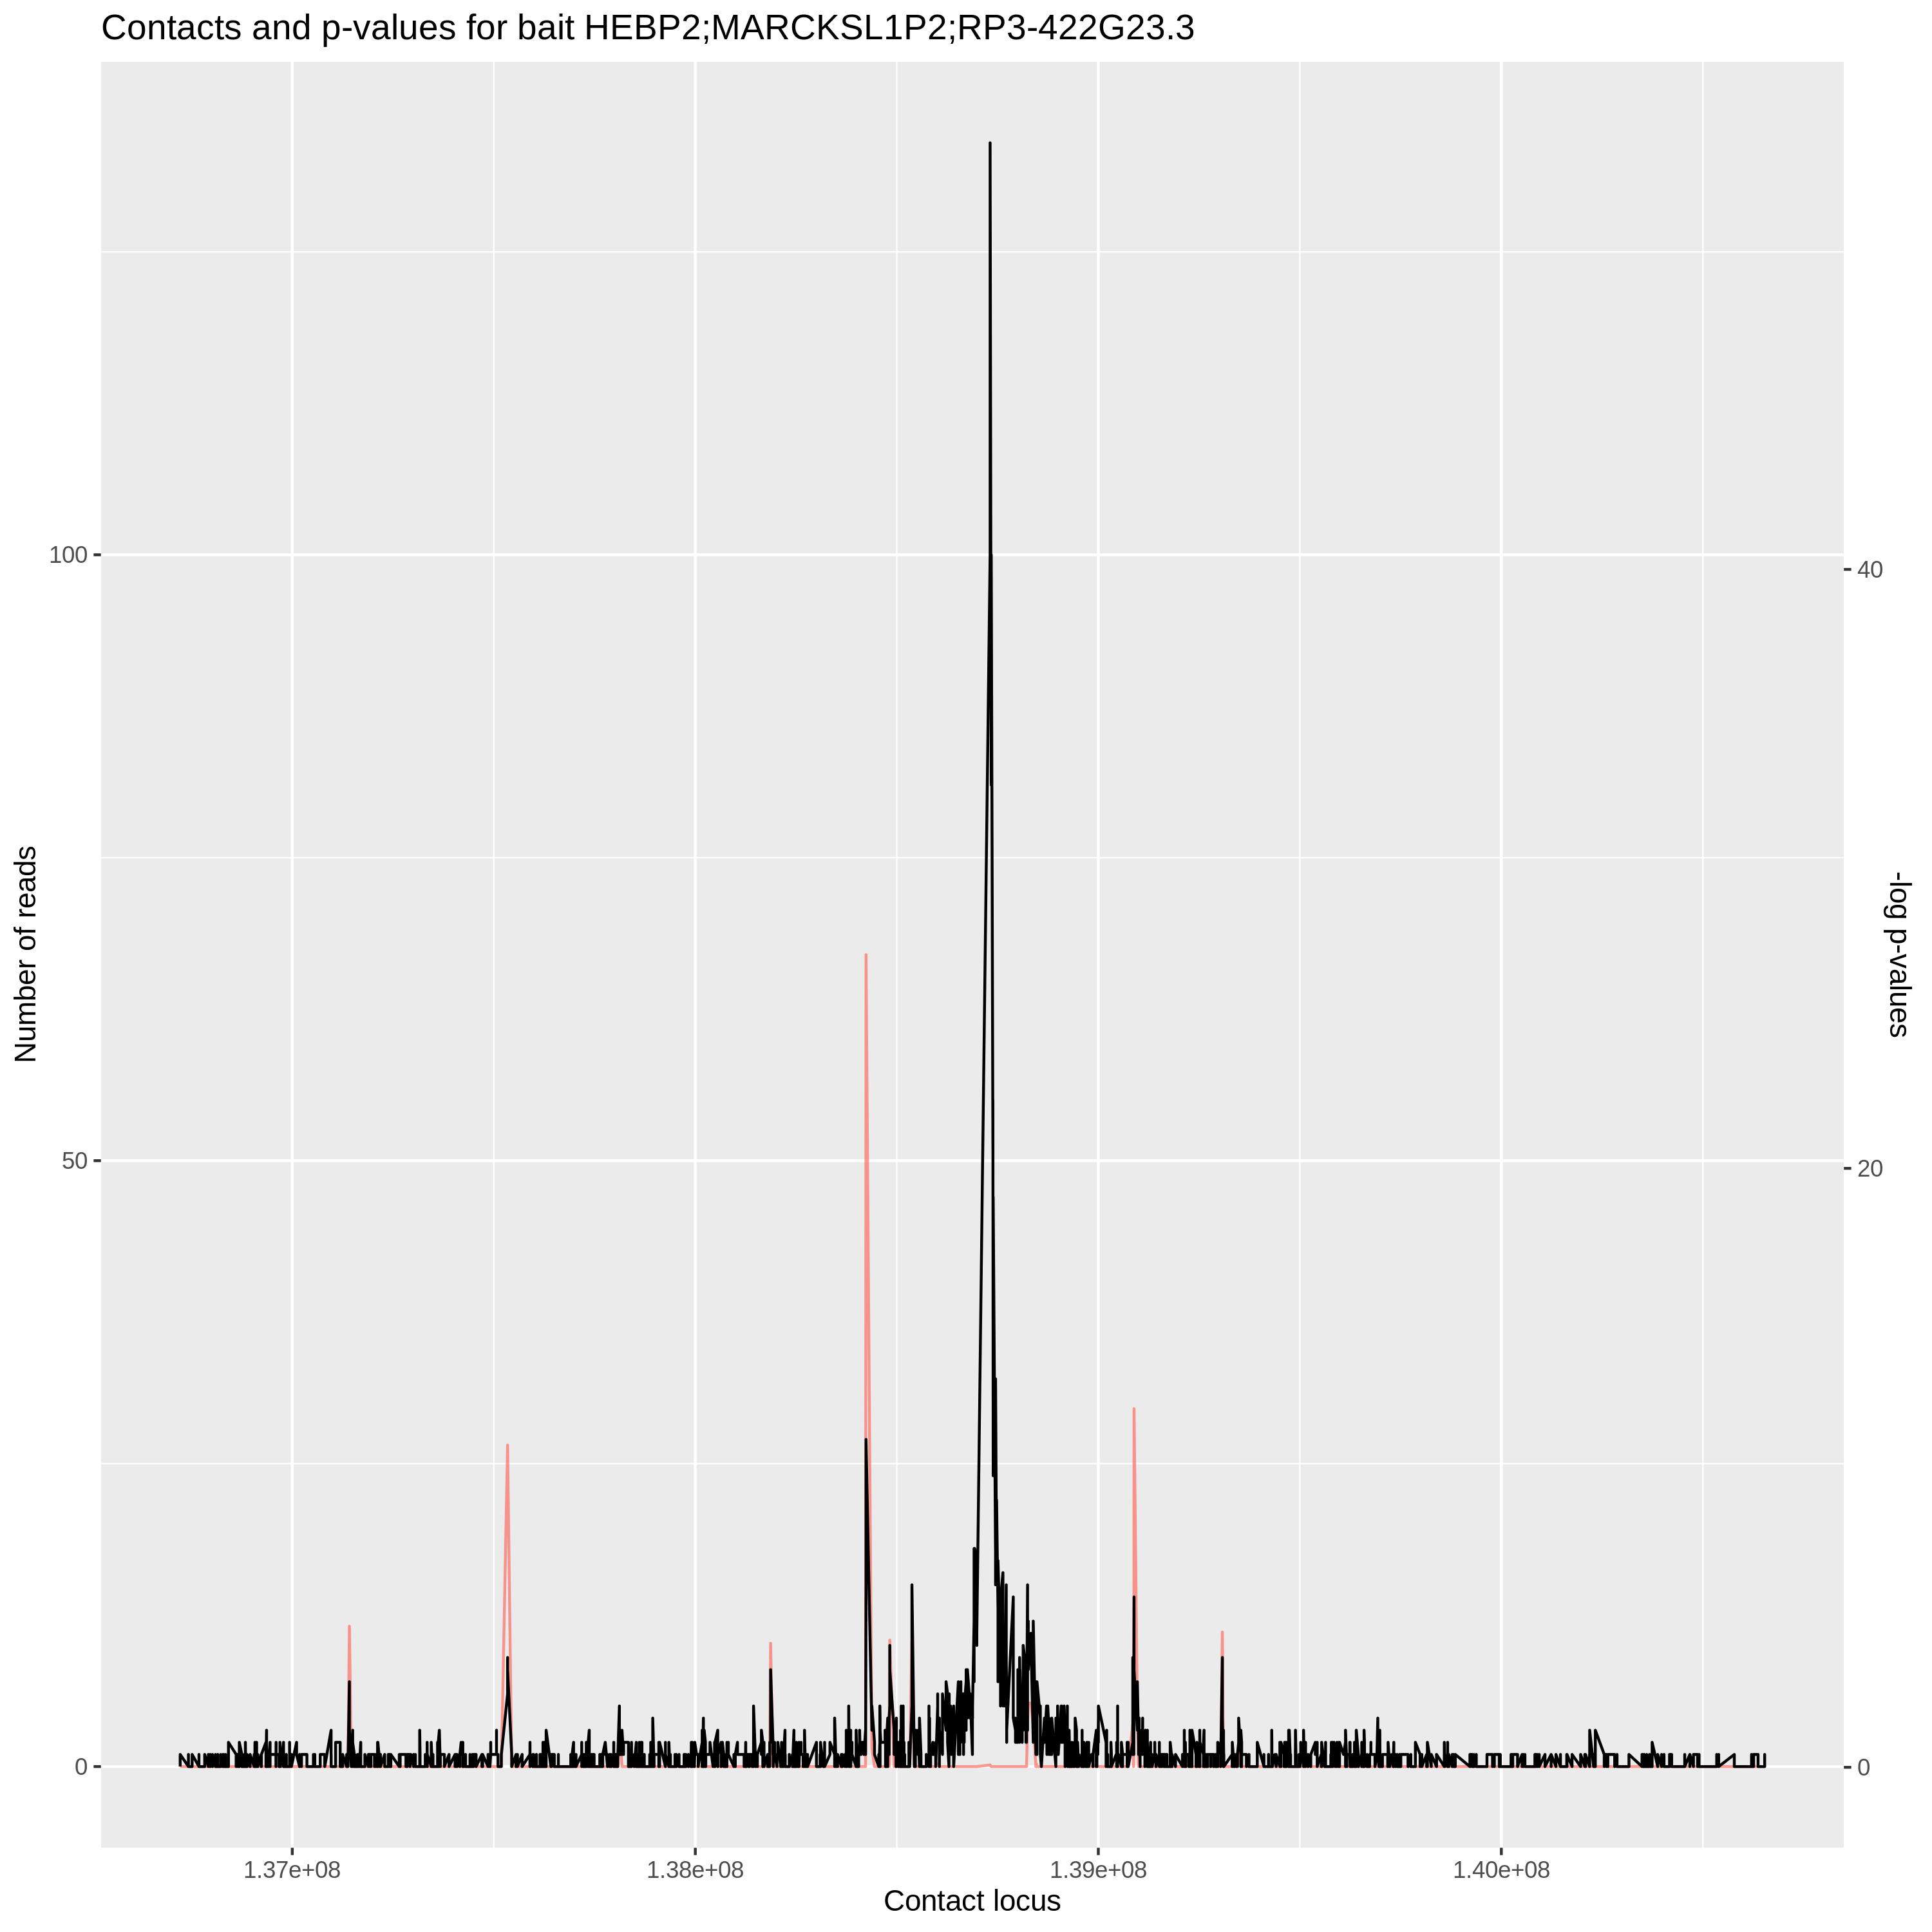 Contacts and p-values for bait HEBP2;MARCKSL1P2;RP3-422G23.3
Number of reads
100
50
0
40
20
0
-log p-values
1.37e+08 1.38e+08 1.39e+08 1.40e+08
Contact locus